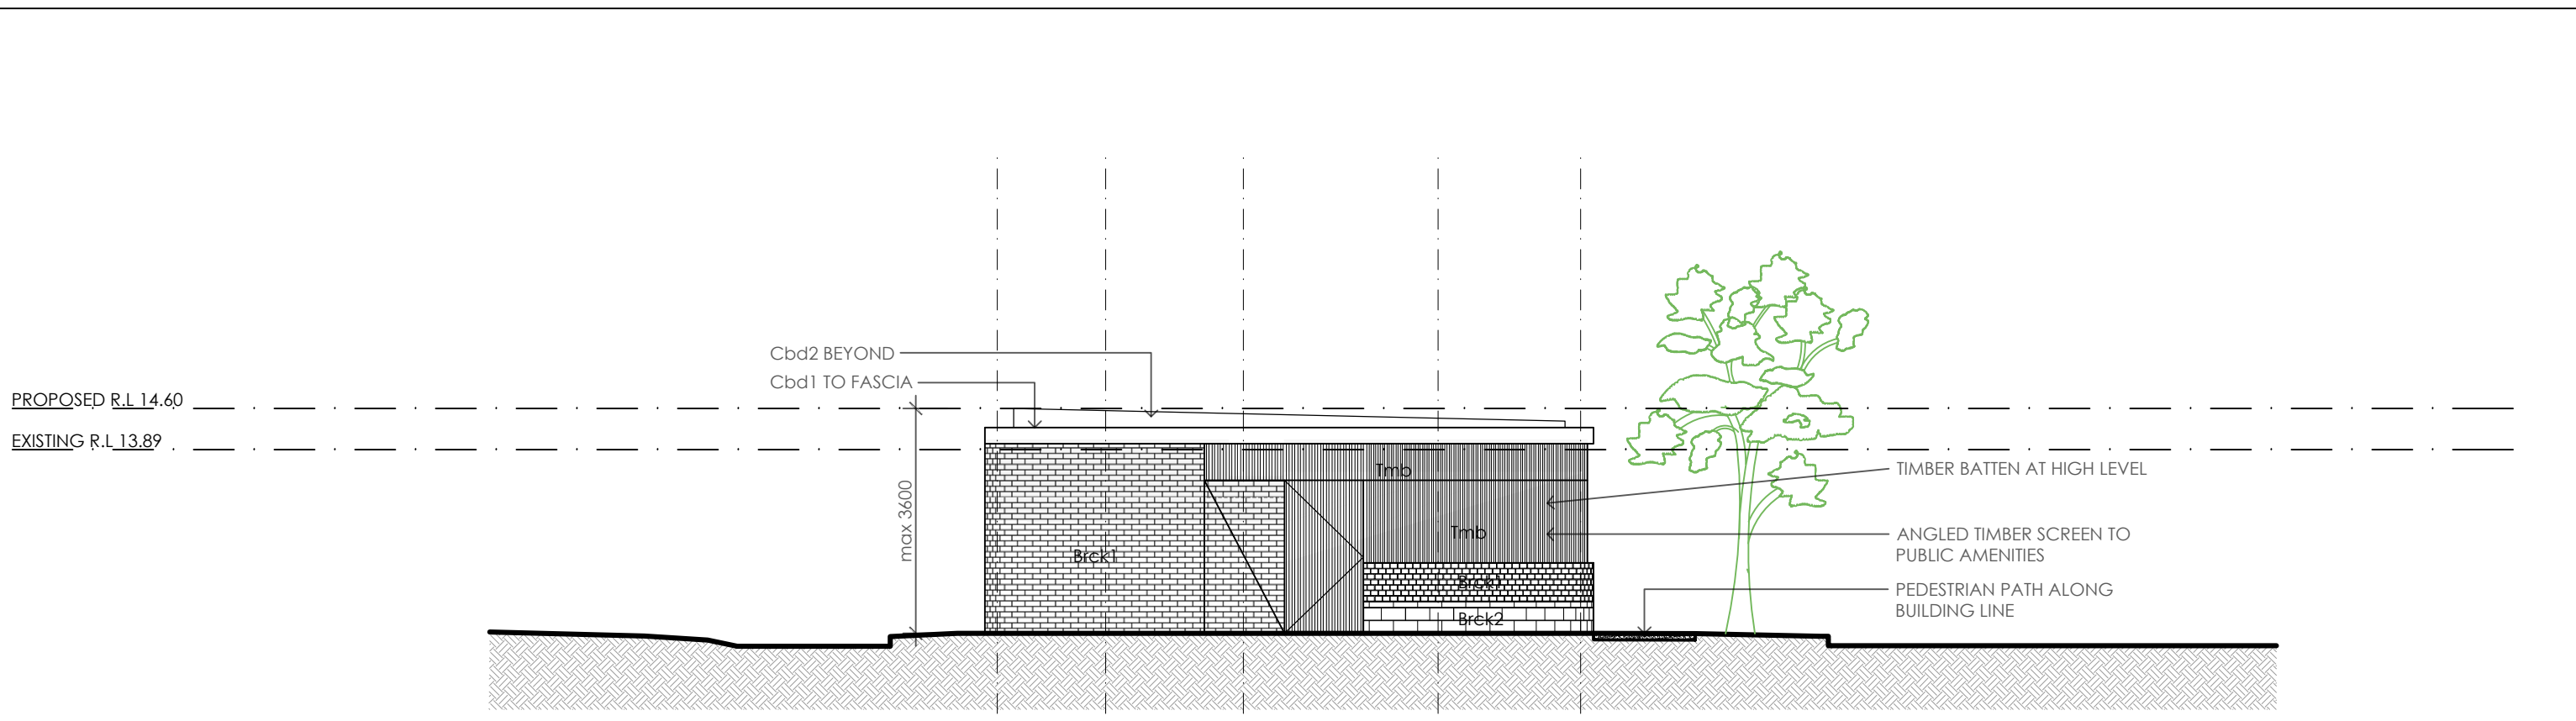 Cbd2 BEYOND
Cbd1 TO FASCIA
PROPOSED R.L 14.60
EXISTING R.L 13.89
max 3600
Tmb
TIMBER BATTEN AT HIGH LEVEL
Tmb
ANGLED TIMBER SCREEN TO
PUBLIC AMENITIES
Brck1
Brck1
PEDESTRIAN PATH ALONG
BUILDING LINE
Brck2